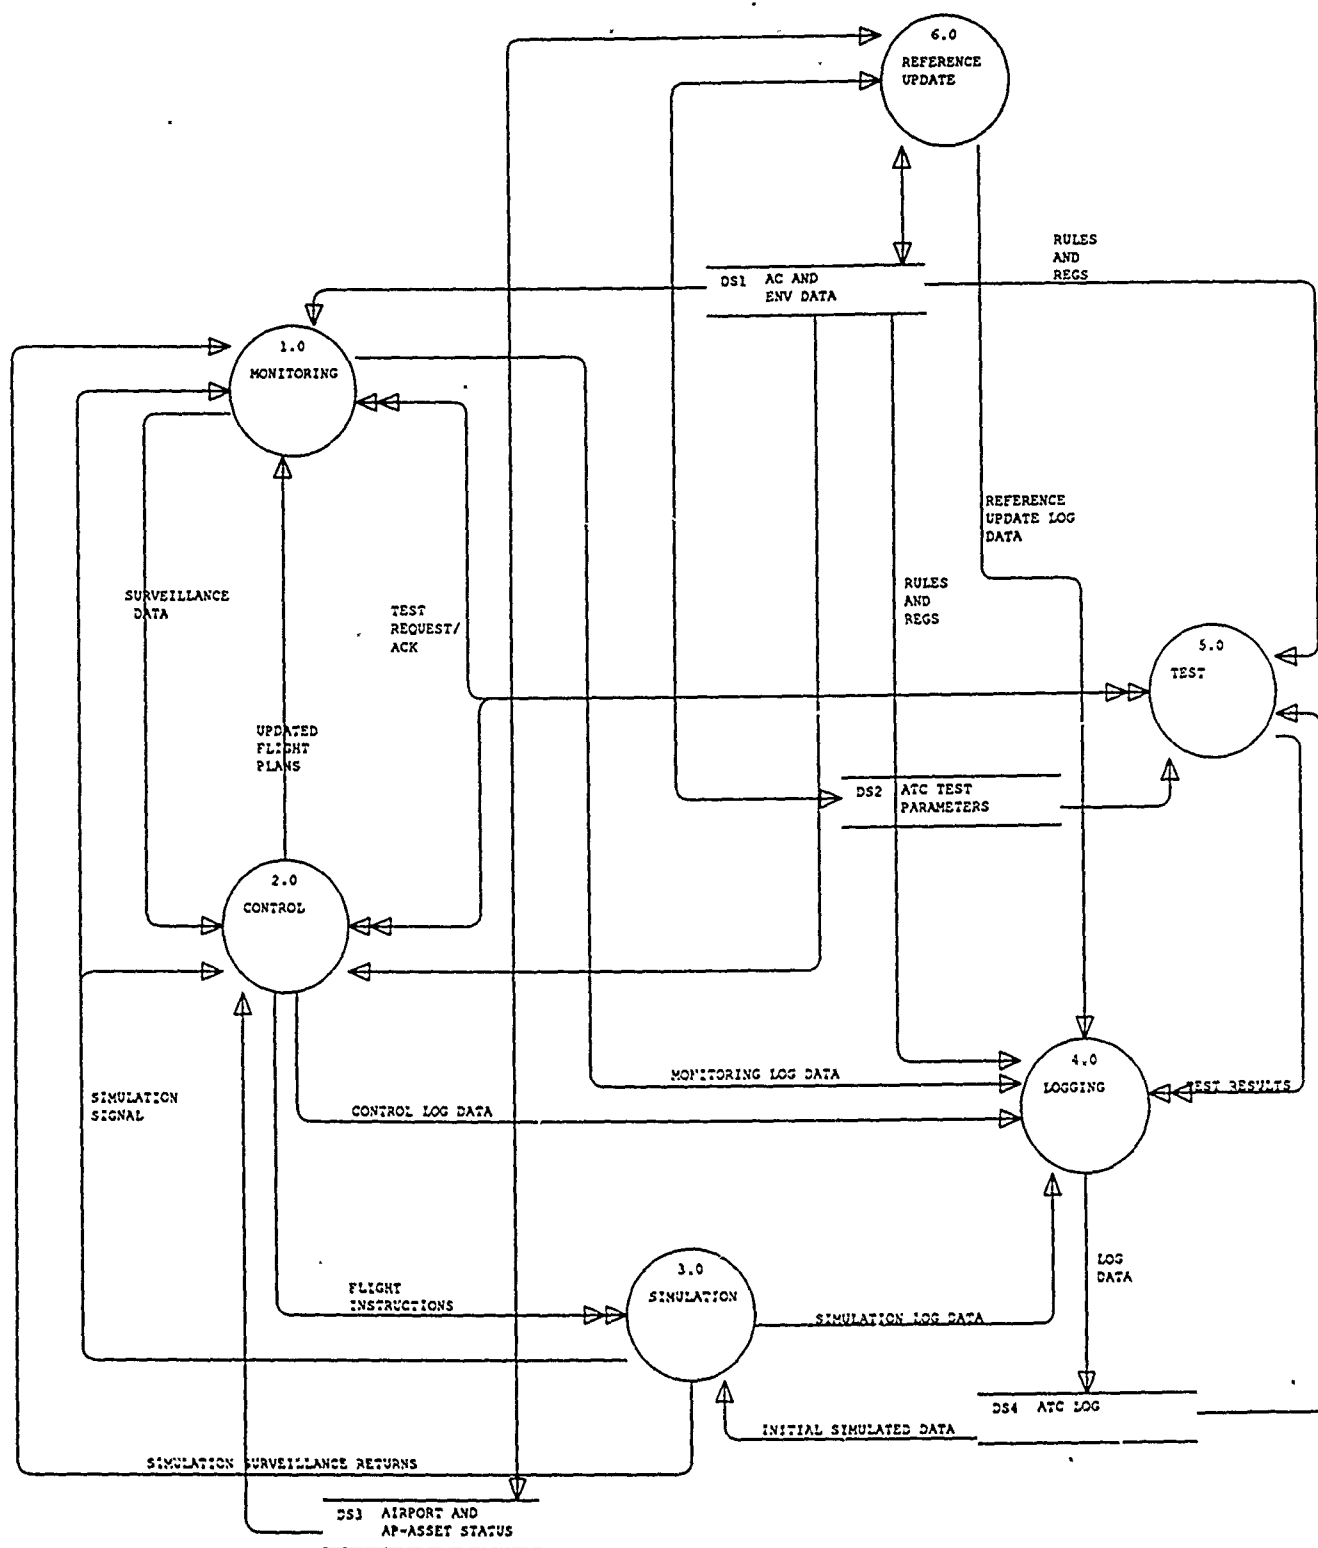 6.0
REFERENCE
UPDATE
RULES
AND
REGS
DS1 AC AND
ENV DATA
1.0
MONITORING
REFERENCE
UPDATE LOG
DATA
SURVEILLANCE
DATA
TEST
REQUEST/
ACK
RULES
AND
REGS
5.0
TEST
UPDATED
FLIGHT
PLANS
DS2 ATC TEST
PARAMETERS
2.0
CONTROL
4.0
LOGGING
MONITORING LOG DATA
TEST RESULTS
SIMULATION
SIGNAL
CONTROL LOG DATA
3.0
SIMULATION
LOG
DATA
FLIGHT
INSTRUCTIONS
SIMULATION LOG DATA
DS4 ATC LOG
INITIAL SIMULATED DATA
SIMULATION SURVEILLANCE RETURNS
DS3 AIRPORT AND
AP-ASSET STATUS